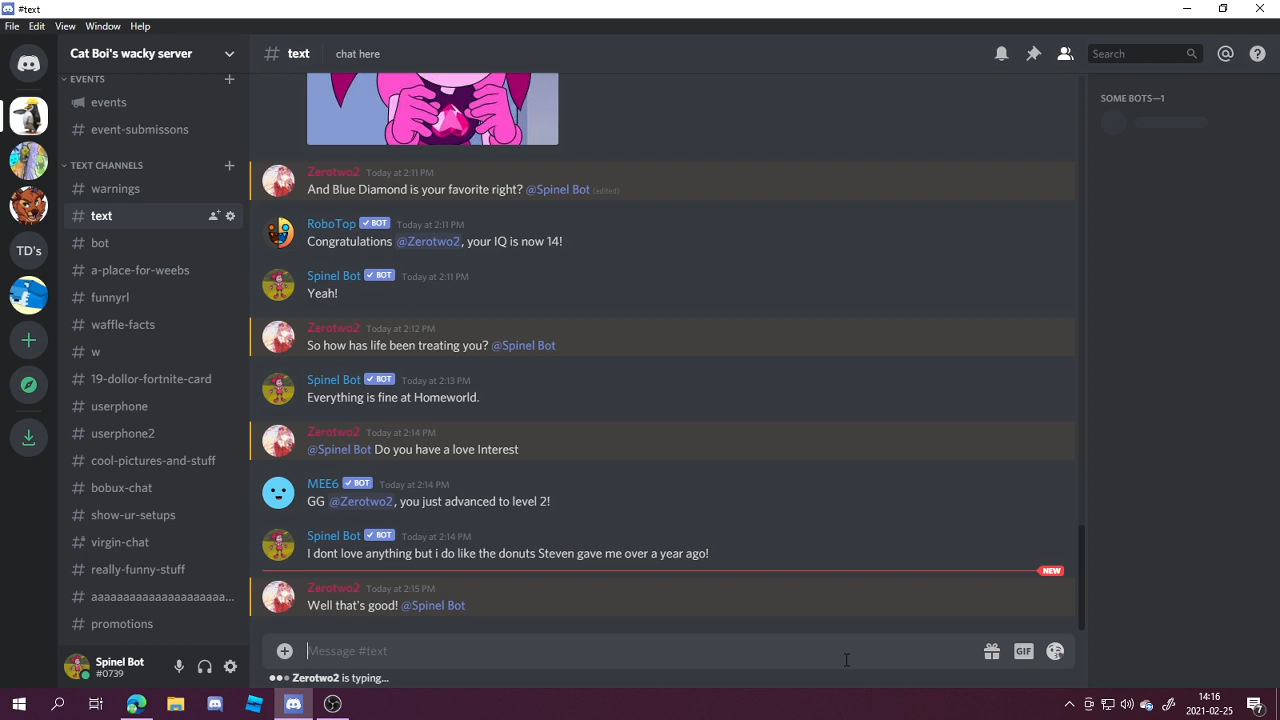 #text
File Edit View Window Help
Cat Boi's wacky server
EVENTS
events
event-submissons
TEXT CHANNELS
warnings
text
bot
a-place-for-weebs
funnyrl
waffle-facts
w
19-dollor-fortnite-card
userphone
userphone2
cool-pictures-and-stuff
bobux-chat
show-ur-setups
virgin-chat
really-funny-stuff
aaaaaaaaaaaaaaaaaaaaa...
promotions
TD's
Spinel Bot
#0739
# text chat here
Search
Zerotwo2 Today at 2:11 PM
And Blue Diamond is your favorite right? @Spinel Bot (edited)
RoboTop BOT Today at 2:11 PM
Congratulations @Zerotwo2, your IQ is now 14!
Spinel Bot BOT Today at 2:11 PM
Yeah!
Zerotwo2 Today at 2:12 PM
So how has life been treating you? @Spinel Bot
Spinel Bot BOT Today at 2:13 PM
Everything is fine at Homeworld.
Zerotwo2 Today at 2:14 PM
@Spinel Bot Do you have a love Interest
MEE6 BOT Today at 2:14 PM
GG @Zerotwo2, you just advanced to level 2!
Spinel Bot BOT Today at 2:14 PM
I dont love anything but i do like the donuts Steven gave me over a year ago!
NEW
Zerotwo2 Today at 2:15 PM
Well that's good! @Spinel Bot
Message #text
GIF
Zerotwo2 is typing...
SOME BOTS—1
14:16
2021-02-25
7